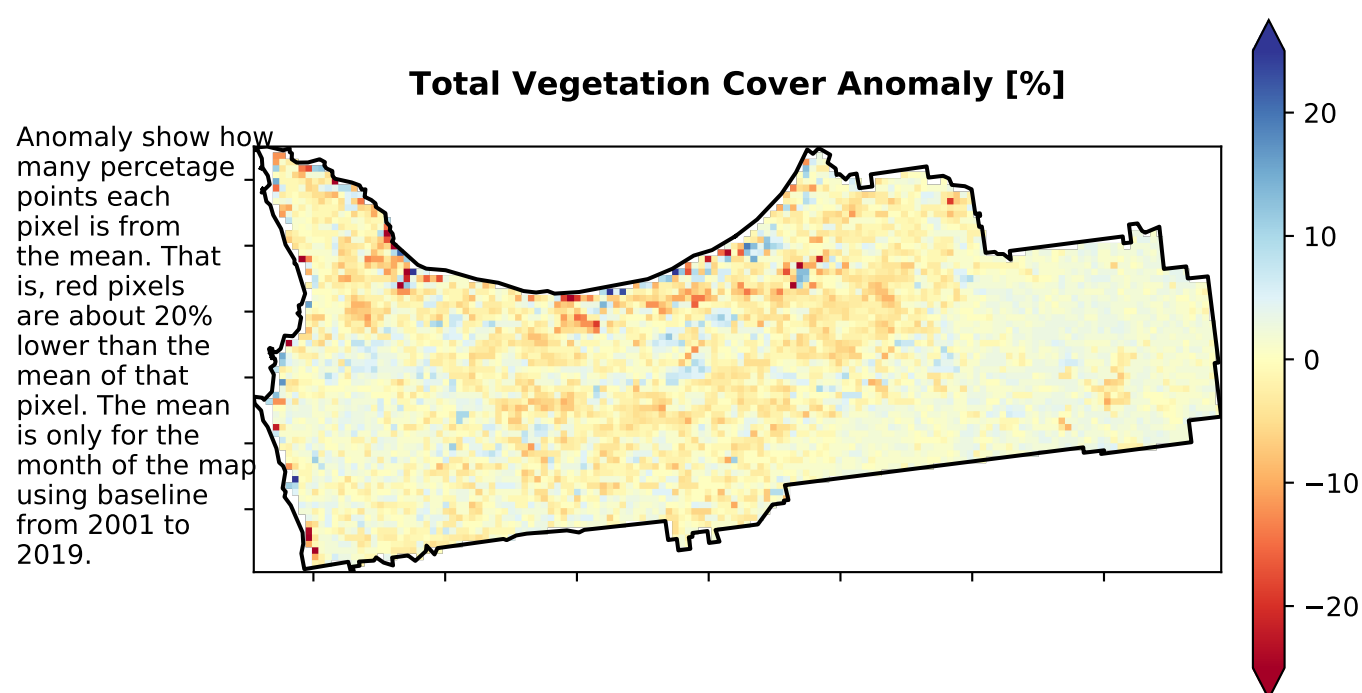 Total Vegetation Cover Anomaly [%]
Anomaly show how
many percetage
points each
pixel is from
the mean. That
is, red pixels
are about 20%
lower than the
mean of that
pixel. The mean
is only for the
month of the map
using baseline
from 2001 to
2019.
20
10
0
−10
−20